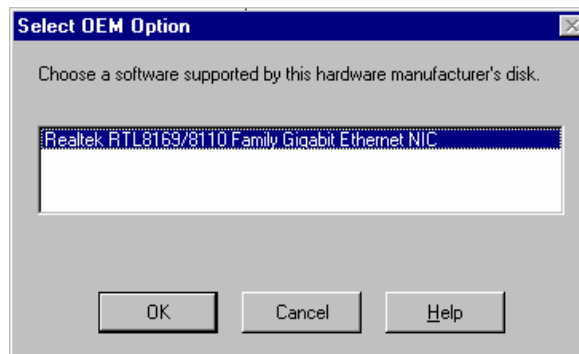 Select OEM Option
Choose a software supported by this hardware manufacturer's disk.
Realtek RTL8169/8110 Family Gigabit Ethernet NIC
OK Cancel Help